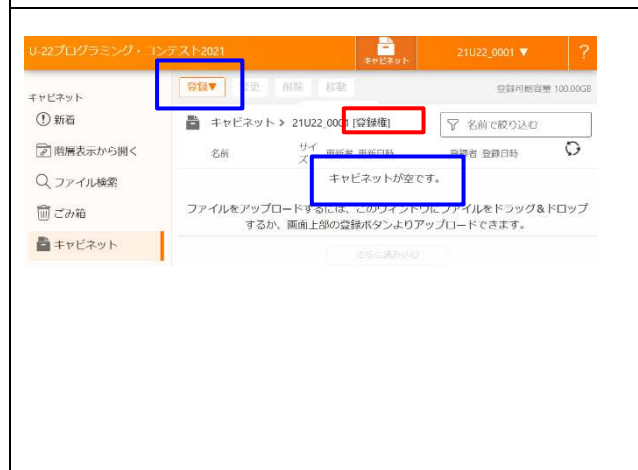 U-22プログラミング・コンテスト2021
キャビネット
21U22_0001 ▼
?
キャビネット
登録▼ 変更 削除 移動
登録可能容量 100.00GB
新着
キャビネット > 21U22_0001 [登録権]
名前で絞り込む
階層表示から開く
名前 サイズ 更新者 更新日時 登録者 登録日時
ファイル検索
キャビネットが空です。
ごみ箱
ファイルをアップロードするには、このウィンドウにファイルをドラッグ&ドロップ
するか、画面上部の登録ボタンよりアップロードできます。
キャビネット
さらに読み込む